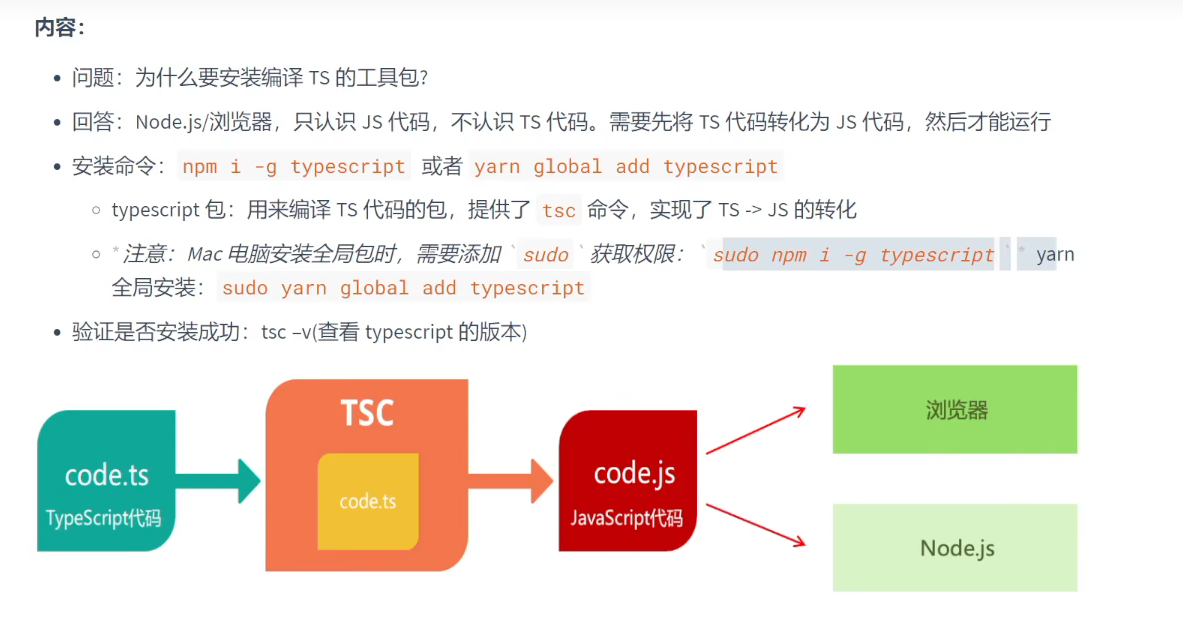 内容：
问题：为什么要安装编译 TS 的工具包?
回答：Node.js/浏览器，只认识 JS 代码，不认识 TS 代码。需要先将 TS 代码转化为 JS 代码，然后才能运行
安装命令：npm i -g typescript 或者 yarn global add typescript
typescript 包：用来编译 TS 代码的包，提供了 tsc 命令，实现了 TS -> JS 的转化
* 注意：Mac 电脑安装全局包时，需要添加 `sudo` 获取权限：`sudo npm i -g typescript` * yarn
全局安装：sudo yarn global add typescript
验证是否安装成功：tsc –v(查看 typescript 的版本)
code.ts
TypeScript代码
TSC
code.ts
code.js
JavaScript代码
浏览器
Node.js